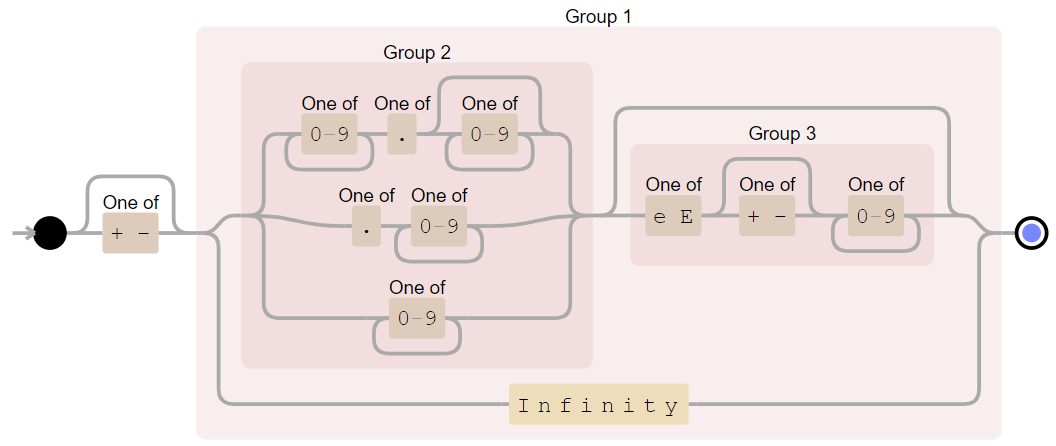 Group 1
Group 2
One of One of One of
0-9 . 0-9
Group 3
One of One of One of
e E + - 0-9
One of One of
. 0-9
One of
+ -
One of
0-9
Infinity